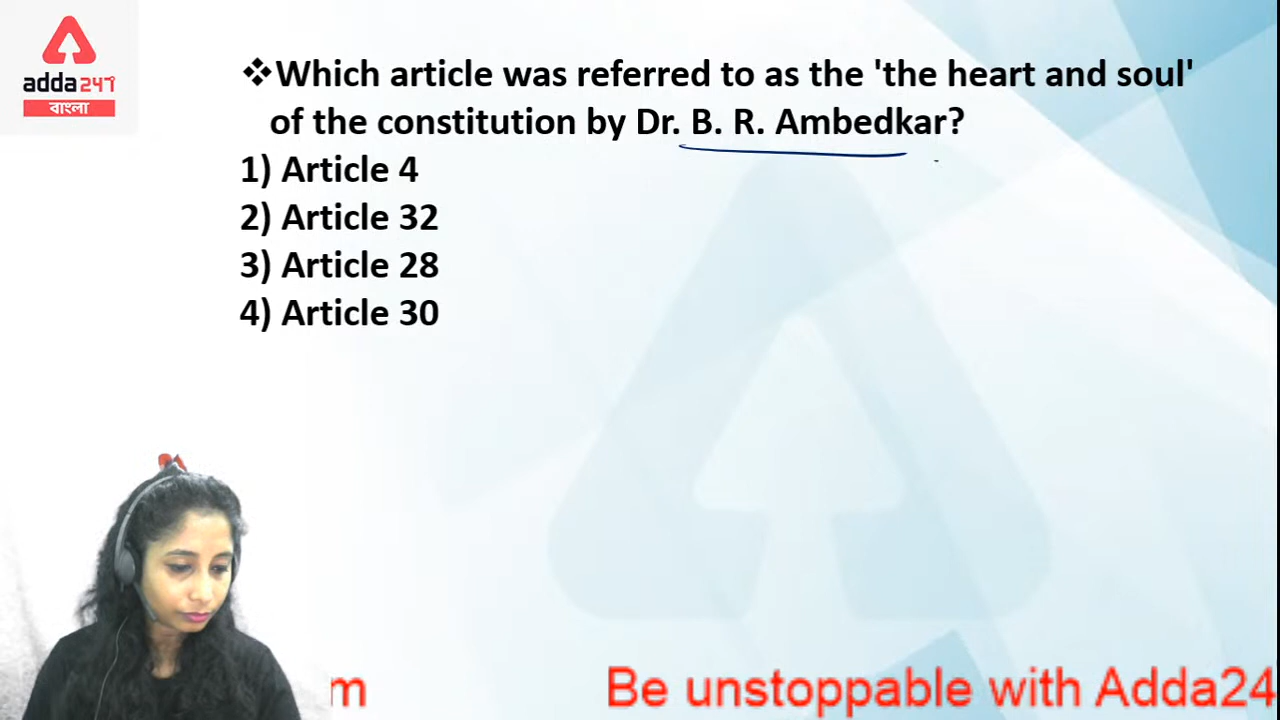 adda247
বাংলা
❖Which article was referred to as the 'the heart and soul'
of the constitution by Dr. B. R. Ambedkar?
1) Article 4
2) Article 32
3) Article 28
4) Article 30
m Be unstoppable with Adda24